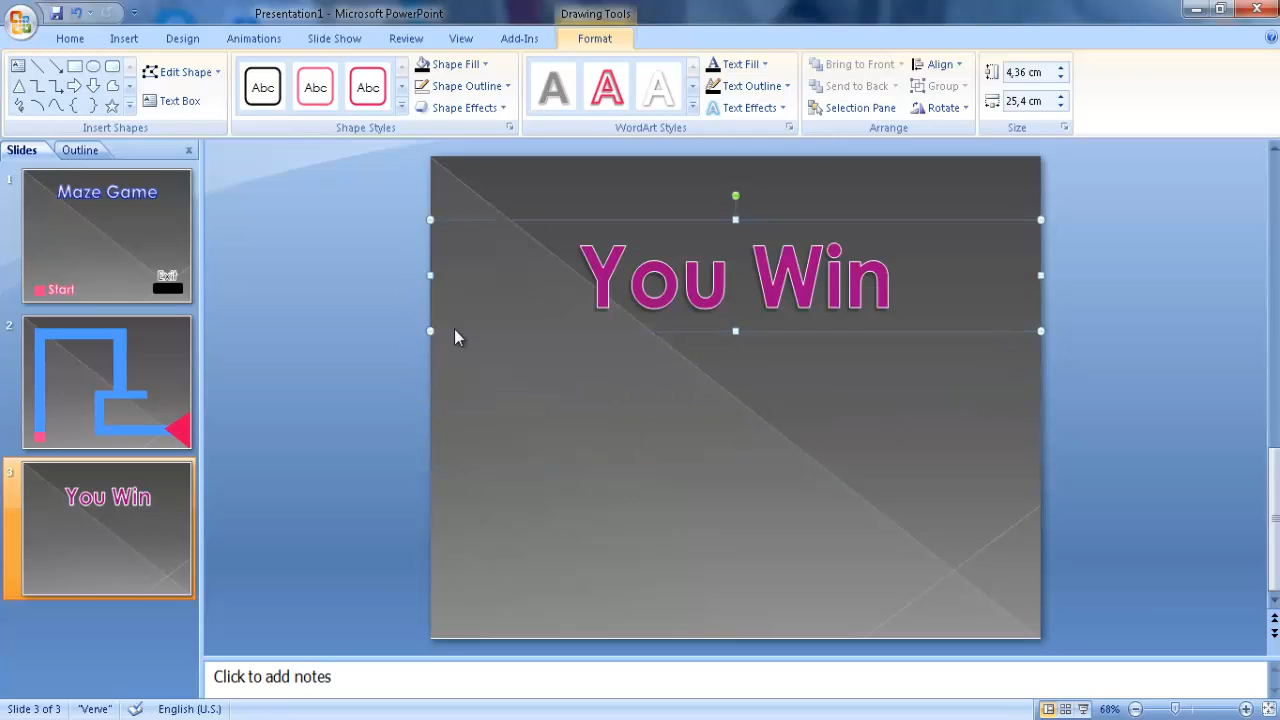 Presentation1 - Microsoft PowerPoint
Drawing Tools
Home Insert Design Animations Slide Show Review View Add-Ins Format
Edit Shape
Text Box
Insert Shapes
Abc Abc Abc
Shape Fill
Shape Outline
Shape Effects
Shape Styles
A A A
Text Fill
Text Outline
Text Effects
WordArt Styles
Bring to Front
Send to Back
Selection Pane
Align
Group
Rotate
Arrange
4,36 cm
25,4 cm
Size
Slides Outline
1
Maze Game
Exit
Start
2
3
You Win
You Win
Click to add notes
Slide 3 of 3 "Verve" English (U.S.) 68%